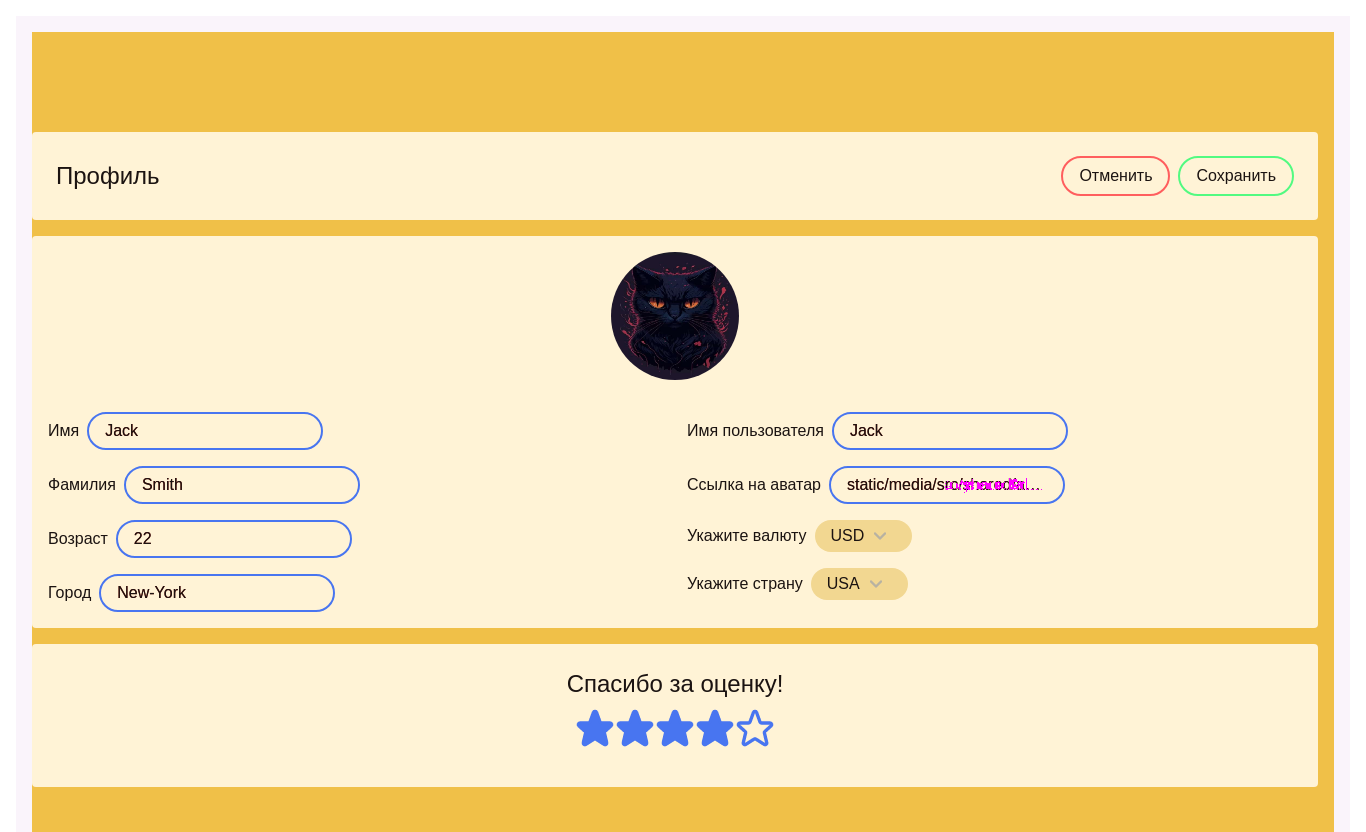 Профиль
Отменить
Сохранить
Имя
Jack
Имя пользователя
Jack
Фамилия
Smith
Ссылка на аватар
static/media/src/shared/a...
Возраст
22
Укажите валюту
USD
Город
New-York
Укажите страну
USA
Спасибо за оценку!